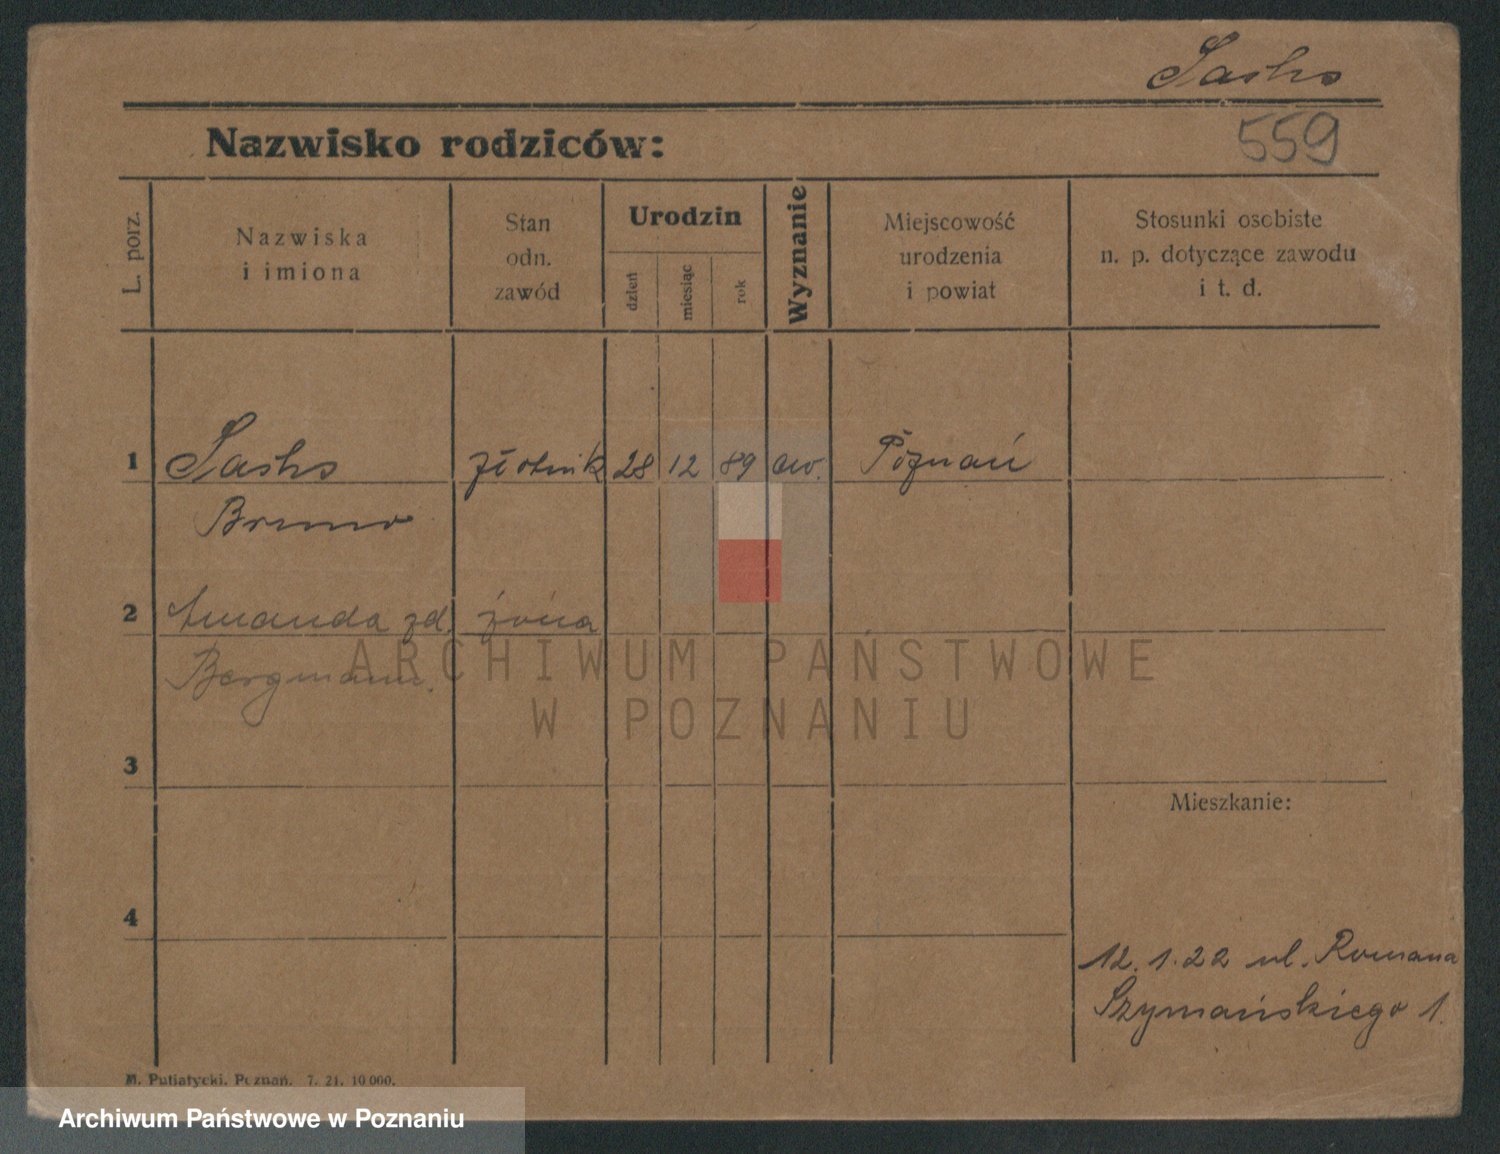 Sachs
559
Nazwisko rodziców:
L. porz.
Nazwiska
i imiona
Stan
odn.
zawód
Urodzin
dzień
miesiąc
rok
Wyznanie
Miejscowość
urodzenia
i powiat
Stosunki osobiste
n. p. dotyczące zawodu
i t. d.
1 Sachs złotnik 28 12 89 ew. Poznań
Bruno
2 Amanda zd. żona
Bergmann.
ARCHIWUM PAŃSTWOWE
W POZNANIU
3
Mieszkanie:
4
12.1.22 ul. Romana
Szymańskiego 1.
M. Putiatycki. Poznań. 7. 21. 10 000.
Archiwum Państwowe w Poznaniu